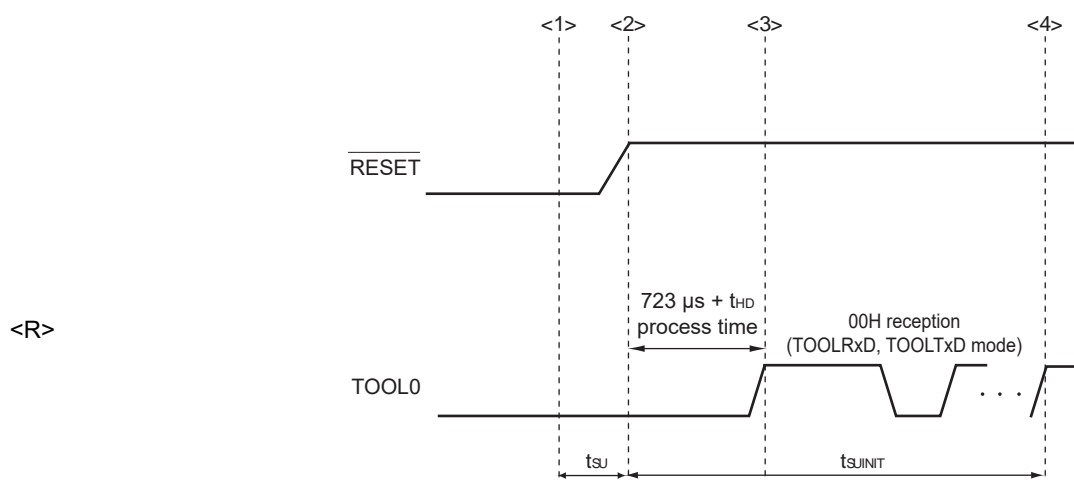 <1> <2> <3> <4>
RESET
723 µs + tHD
process time
00H reception
(TOOLRxD, TOOLTxD mode)
<R>
TOOL0
. . .
tSU
tSUINIT